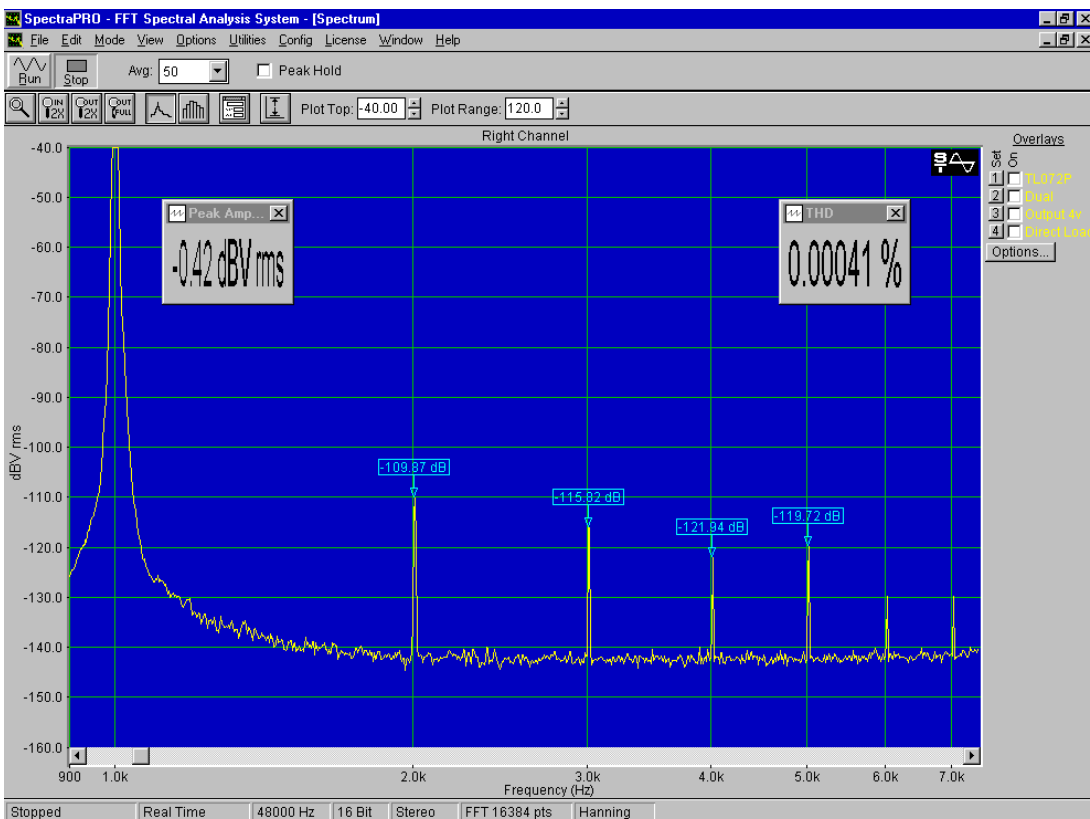 SpectraPRO - FFT Spectral Analysis System - [Spectrum]
File Edit Mode View Options Utilities Config License Window Help
Run Stop Avg: 50 Peak Hold
IN 2X OUT 2X OUT FULL Plot Top: -40.00 Plot Range: 120.0
Right Channel
Overlays
Set On
1 TL072P
2 Dual
3 Output 4v
4 Direct Load
Options...
Peak Amp...
-0.42 dBV rms
THD
0.00041 %
-40.0
-50.0
-60.0
-70.0
-80.0
-90.0
-100.0
-110.0
-120.0
-130.0
-140.0
-150.0
-160.0
dBV rms
-109.87 dB
-115.82 dB
-121.94 dB
-119.72 dB
900 1.0k 2.0k 3.0k 4.0k 5.0k 6.0k 7.0k
Frequency (Hz)
Stopped Real Time 48000 Hz 16 Bit Stereo FFT 16384 pts Hanning